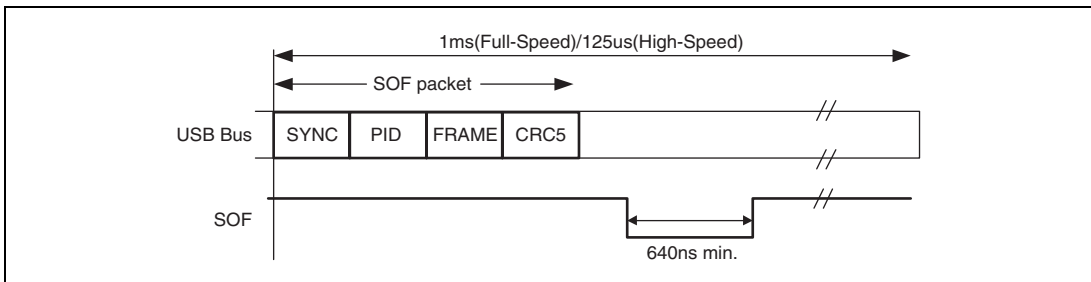 1ms(Full-Speed)/125us(High-Speed)
SOF packet
USB Bus SYNC PID FRAME CRC5
SOF
640ns min.